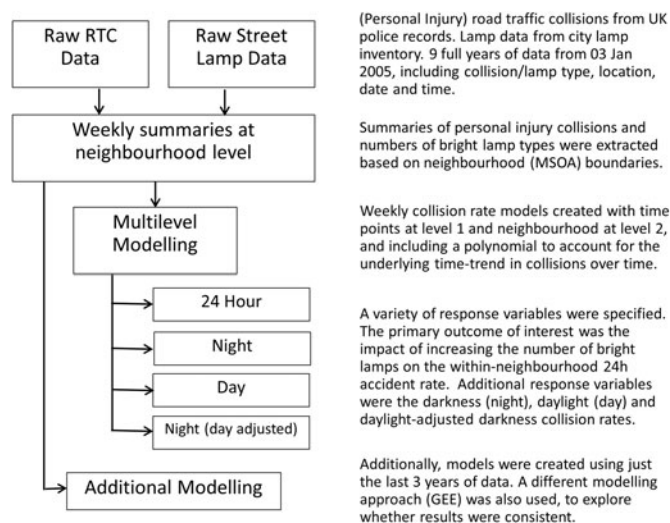 Raw RTC
Data
Raw Street
Lamp Data
(Personal Injury) road traffic collisions from UK
police records. Lamp data from city lamp
inventory. 9 full years of data from 03 Jan
2005, including collision/lamp type, location,
date and time.
Weekly summaries at
neighbourhood level
Summaries of personal injury collisions and
numbers of bright lamp types were extracted
based on neighbourhood (MSOA) boundaries.
Multilevel
Modelling
Weekly collision rate models created with time
points at level 1 and neighbourhood at level 2,
and including a polynomial to account for the
underlying time-trend in collisions over time.
24 Hour
Night
Day
Night (day adjusted)
A variety of response variables were specified.
The primary outcome of interest was the
impact of increasing the number of bright
lamps on the within-neighbourhood 24h
accident rate.  Additional response variables
were the darkness (night), daylight (day) and
daylight-adjusted darkness collision rates.
Additional Modelling
Additionally, models were created using just
the last 3 years of data. A different modelling
approach (GEE) was also used, to explore
whether results were consistent.